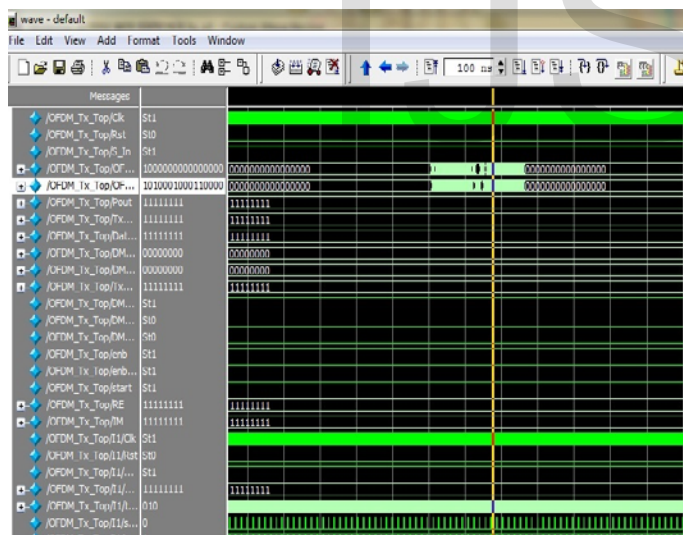 wave - default
File Edit View Add Format Tools Window
100 ns
Messages
/OFDM_Tx_Top/Clk St1
/OFDM_Tx_Top/Rst St0
/OFDM_Tx_Top/S_In St1
/OFDM_Tx_Top/OF... 1000000000000000 0000000000000000 0000000000000000
/OFDM_Tx_Top/OF... 1010001000110000 0000000000000000 0000000000000000
/OFDM_Tx_Top/Pout 11111111 11111111
/OFDM_Tx_Top/Tx... 11111111 11111111
/OFDM_Tx_Top/Dat... 11111111 11111111
/OFDM_Tx_Top/DM... 00000000 00000000
/OFDM_Tx_Top/DM... 00000000 00000000
/OFDM_Tx_Top/Tx... 11111111 11111111
/OFDM_Tx_Top/DM... St1
/OFDM_Tx_Top/DM... St0
/OFDM_Tx_Top/DM... St0
/OFDM_Tx_Top/enb St1
/OFDM_Tx_Top/enb... St1
/OFDM_Tx_Top/start St1
/OFDM_Tx_Top/RE 11111111 11111111
/OFDM_Tx_Top/IM 11111111 11111111
/OFDM_Tx_Top/I1/Clk St1
/OFDM_Tx_Top/I1/Rst St0
/OFDM_Tx_Top/I1/... St1
/OFDM_Tx_Top/I1/... 11111111 11111111
/OFDM_Tx_Top/I1/t... 010
/OFDM_Tx_Top/I1/s... 0